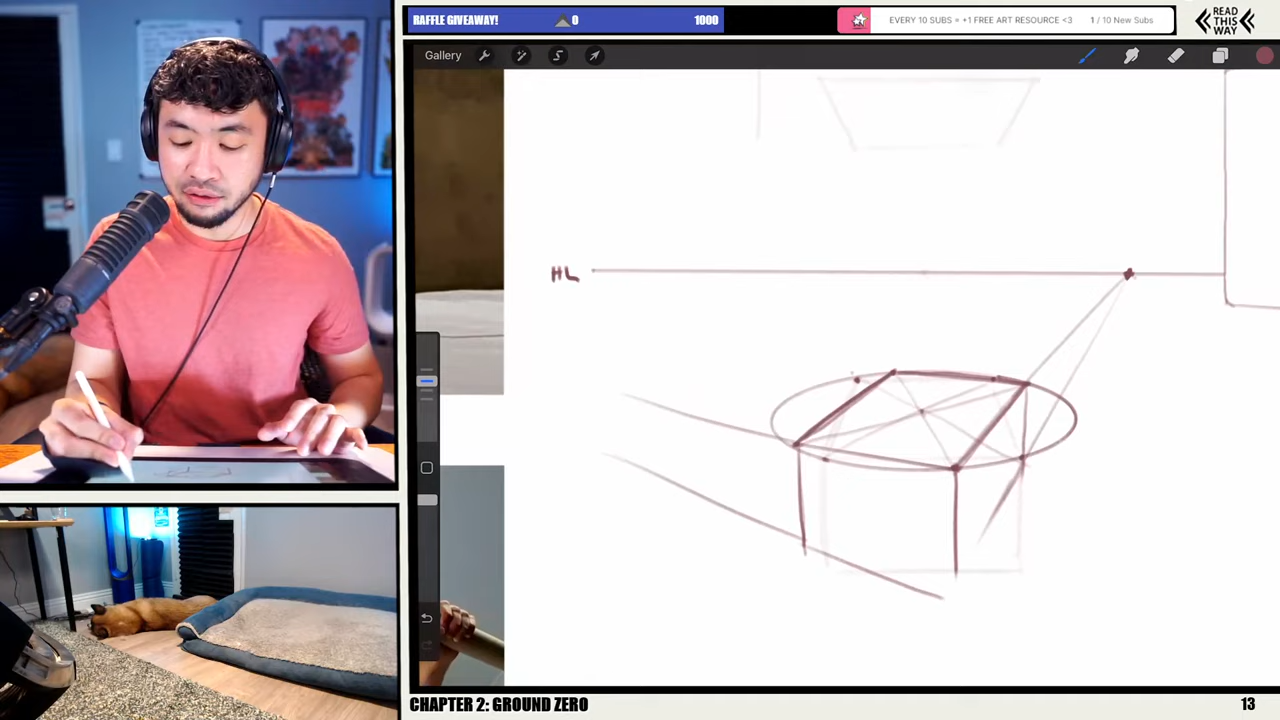 RAFFLE GIVEAWAY! 0 1000
EVERY 10 SUBS = +1 FREE ART RESOURCE <3 1 / 10 New Subs
READ
THIS
WAY
Gallery
HL
CHAPTER 2: GROUND ZERO 13